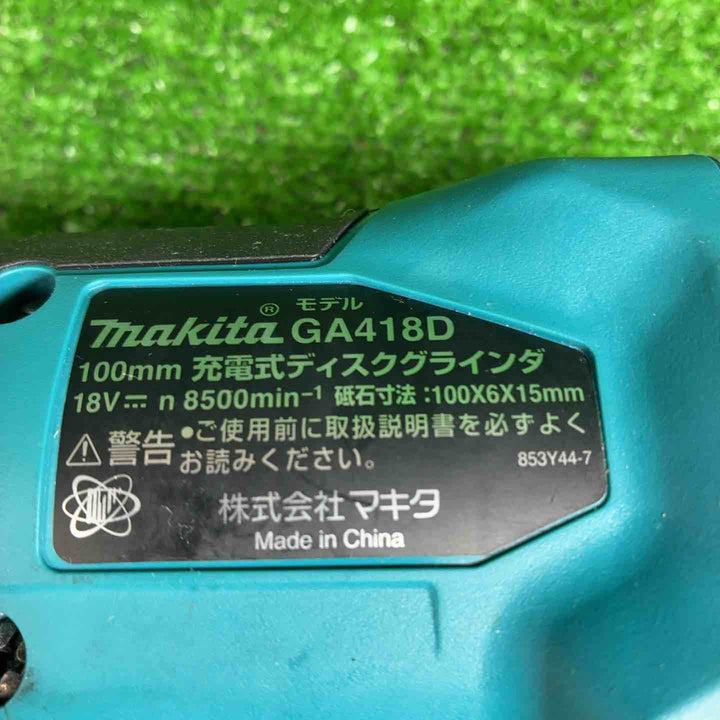 モデル
makita® GA418D
100mm 充電式ディスクグラインダ
18V⎓ n 8500min⁻¹ 砥石寸法:100X6X15mm
⚠警告 •ご使用前に取扱説明書を必ずよく
お読みください。
853Y44-7
株式会社マキタ
Made in China